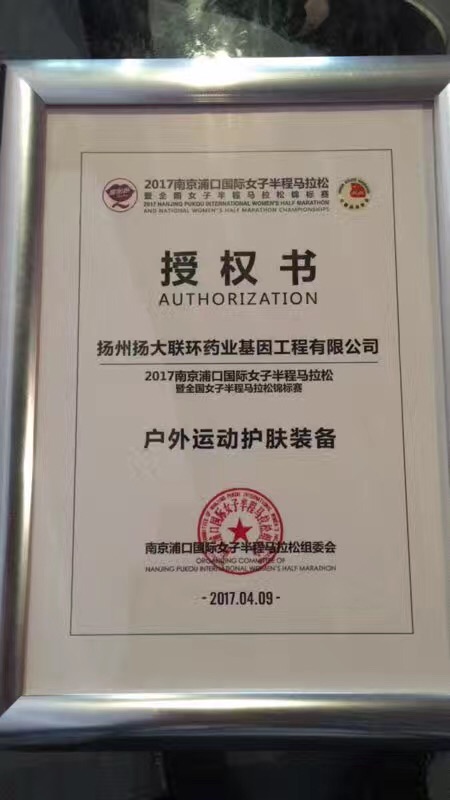 2017南京浦口国际女子半程马拉松
暨全国女子半程马拉松锦标赛
2017 NANJING PUKOU INTERNATIONAL WOMEN'S HALF MARATHON
AND NATIONAL WOMEN'S HALF MARATHON CHAMPIONSHIPS
授权书
AUTHORIZATION
扬州扬大联环药业基因工程有限公司
2017南京浦口国际女子半程马拉松
暨全国女子半程马拉松锦标赛
户外运动护肤装备
南京浦口国际女子半程马拉松组委会
ORGANIZING COMMITTEE OF
NANJING PUKOU INTERNATIONAL WOMEN'S HALF MARATHON
- 2017.04.09 -